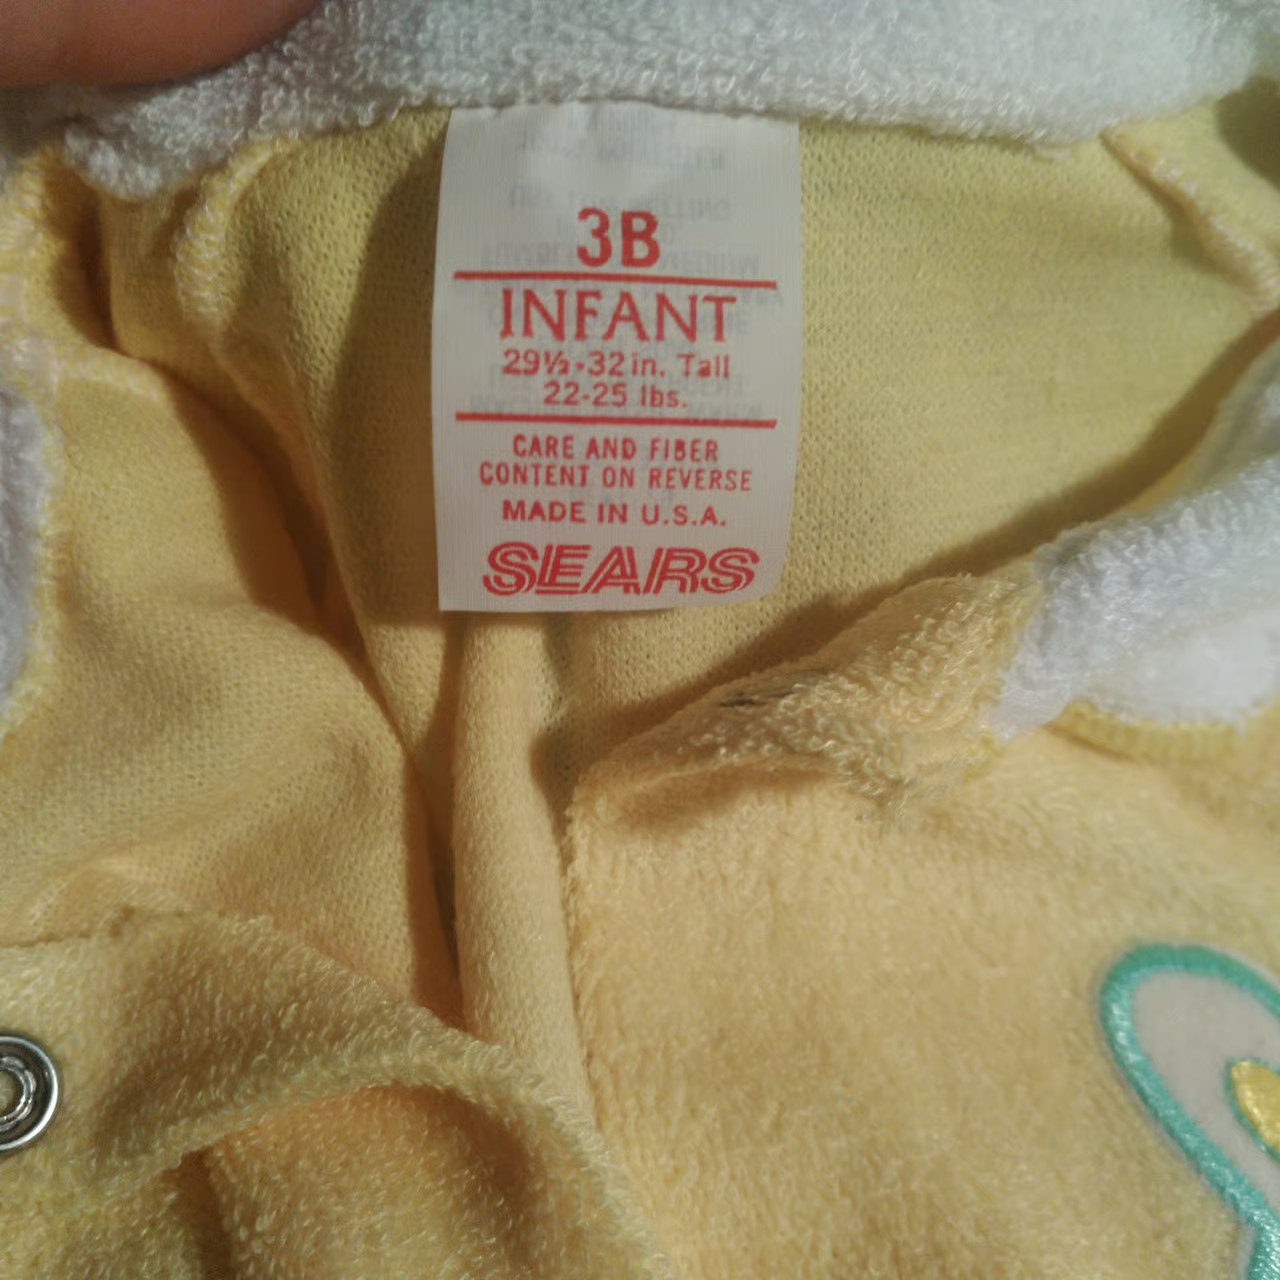 3B
INFANT
29½-32 in. Tall
22-25 lbs.
CARE AND FIBER
CONTENT ON REVERSE
MADE IN U.S.A.
SEARS